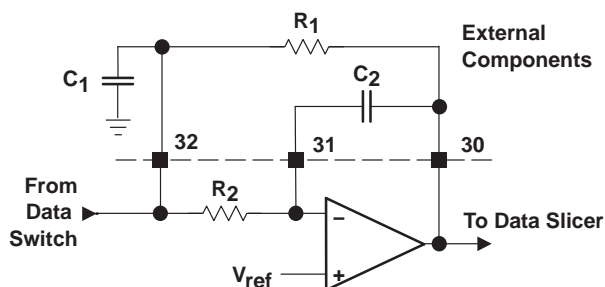 R1
External
Components
C1
C2
32
31
30
From
Data
Switch
R2
−
+
Vref
To Data Slicer